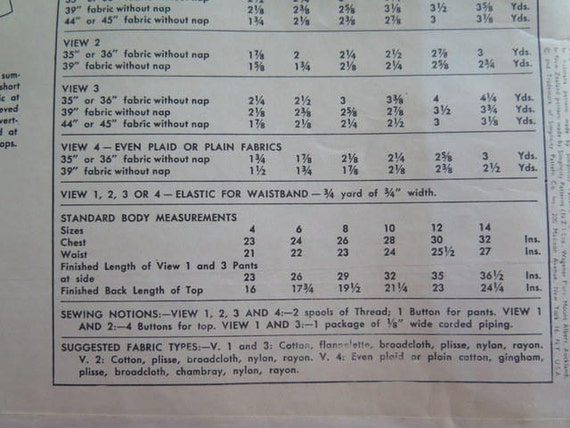 39" fabric without nap 2⅛ 2⅜ 2⅞ 3⅛ 3½ 3⅝ Yds.
44" or 45" fabric without nap 1¾ 2⅛ 2⅜ 2⅞ 3 3⅛ Yds.
VIEW 2
35" or 36" fabric without nap 1⅞ 2 2¼ 2½ 2⅞ 3 Yds.
39" fabric without nap 1⅝ 1¾ 2⅛ 2¼ 2⅝ 2¾ Yds.
VIEW 3
35" or 36" fabric without nap 2¼ 2½ 3 3⅜ 4 4¼ Yds.
39" fabric without nap 2⅛ 2⅜ 2⅝ 2⅞ 3½ 3¾ Yds.
44" or 45" fabric without nap 1⅞ 2⅛ 2¼ 2½ 3 3⅛ Yds.
VIEW 4—EVEN PLAID OR PLAIN FABRICS
35" or 36" fabric without nap 1¾ 1⅞ 2⅛ 2¼ 2⅝ 3 Yds.
39" fabric without nap 1½ 1¾ 1⅞ 2⅛ 2⅜ 2½ Yds.
VIEW 1, 2, 3 OR 4—ELASTIC FOR WAISTBAND—¾ yard of ¾" width.
STANDARD BODY MEASUREMENTS
Sizes 4 6 8 10 12 14
Chest 23 24 26 28 30 32 Ins.
Waist 21 22 23 24 25½ 27 Ins.
Finished Length of View 1 and 3 Pants
at side 23 26 29 32 35 36½ Ins.
Finished Back Length of Top 16 17¾ 19½ 21¼ 23 24¼ Ins.
SEWING NOTIONS:—VIEW 1, 2, 3 AND 4:—2 spools of Thread; 1 Button for pants. VIEW 1
AND 2:—4 Buttons for top. VIEW 1 AND 3:—1 package of ⅛" wide corded piping.
SUGGESTED FABRIC TYPES:—V. 1 and 3: Cotton, flannelette, broadcloth, plisse, nylon, rayon.
V. 2: Cotton, plisse, broadcloth, nylon, rayon. V. 4: Even plaid or plain cotton, gingham,
plisse, broadcloth, chambray, nylon, rayon.
sum-
short
at
vert-
at
ops.